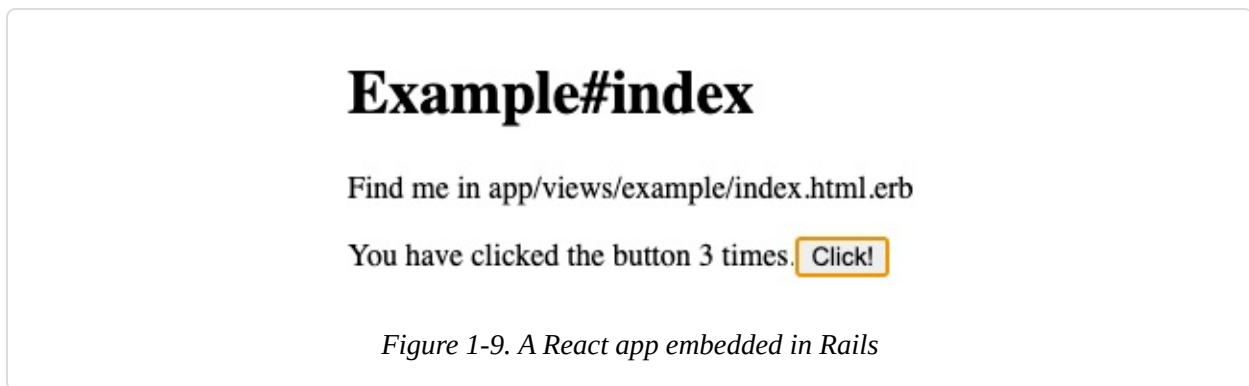 Example#index
Find me in app/views/example/index.html.erb
You have clicked the button 3 times. Click!
Figure 1-9. A React app embedded in Rails